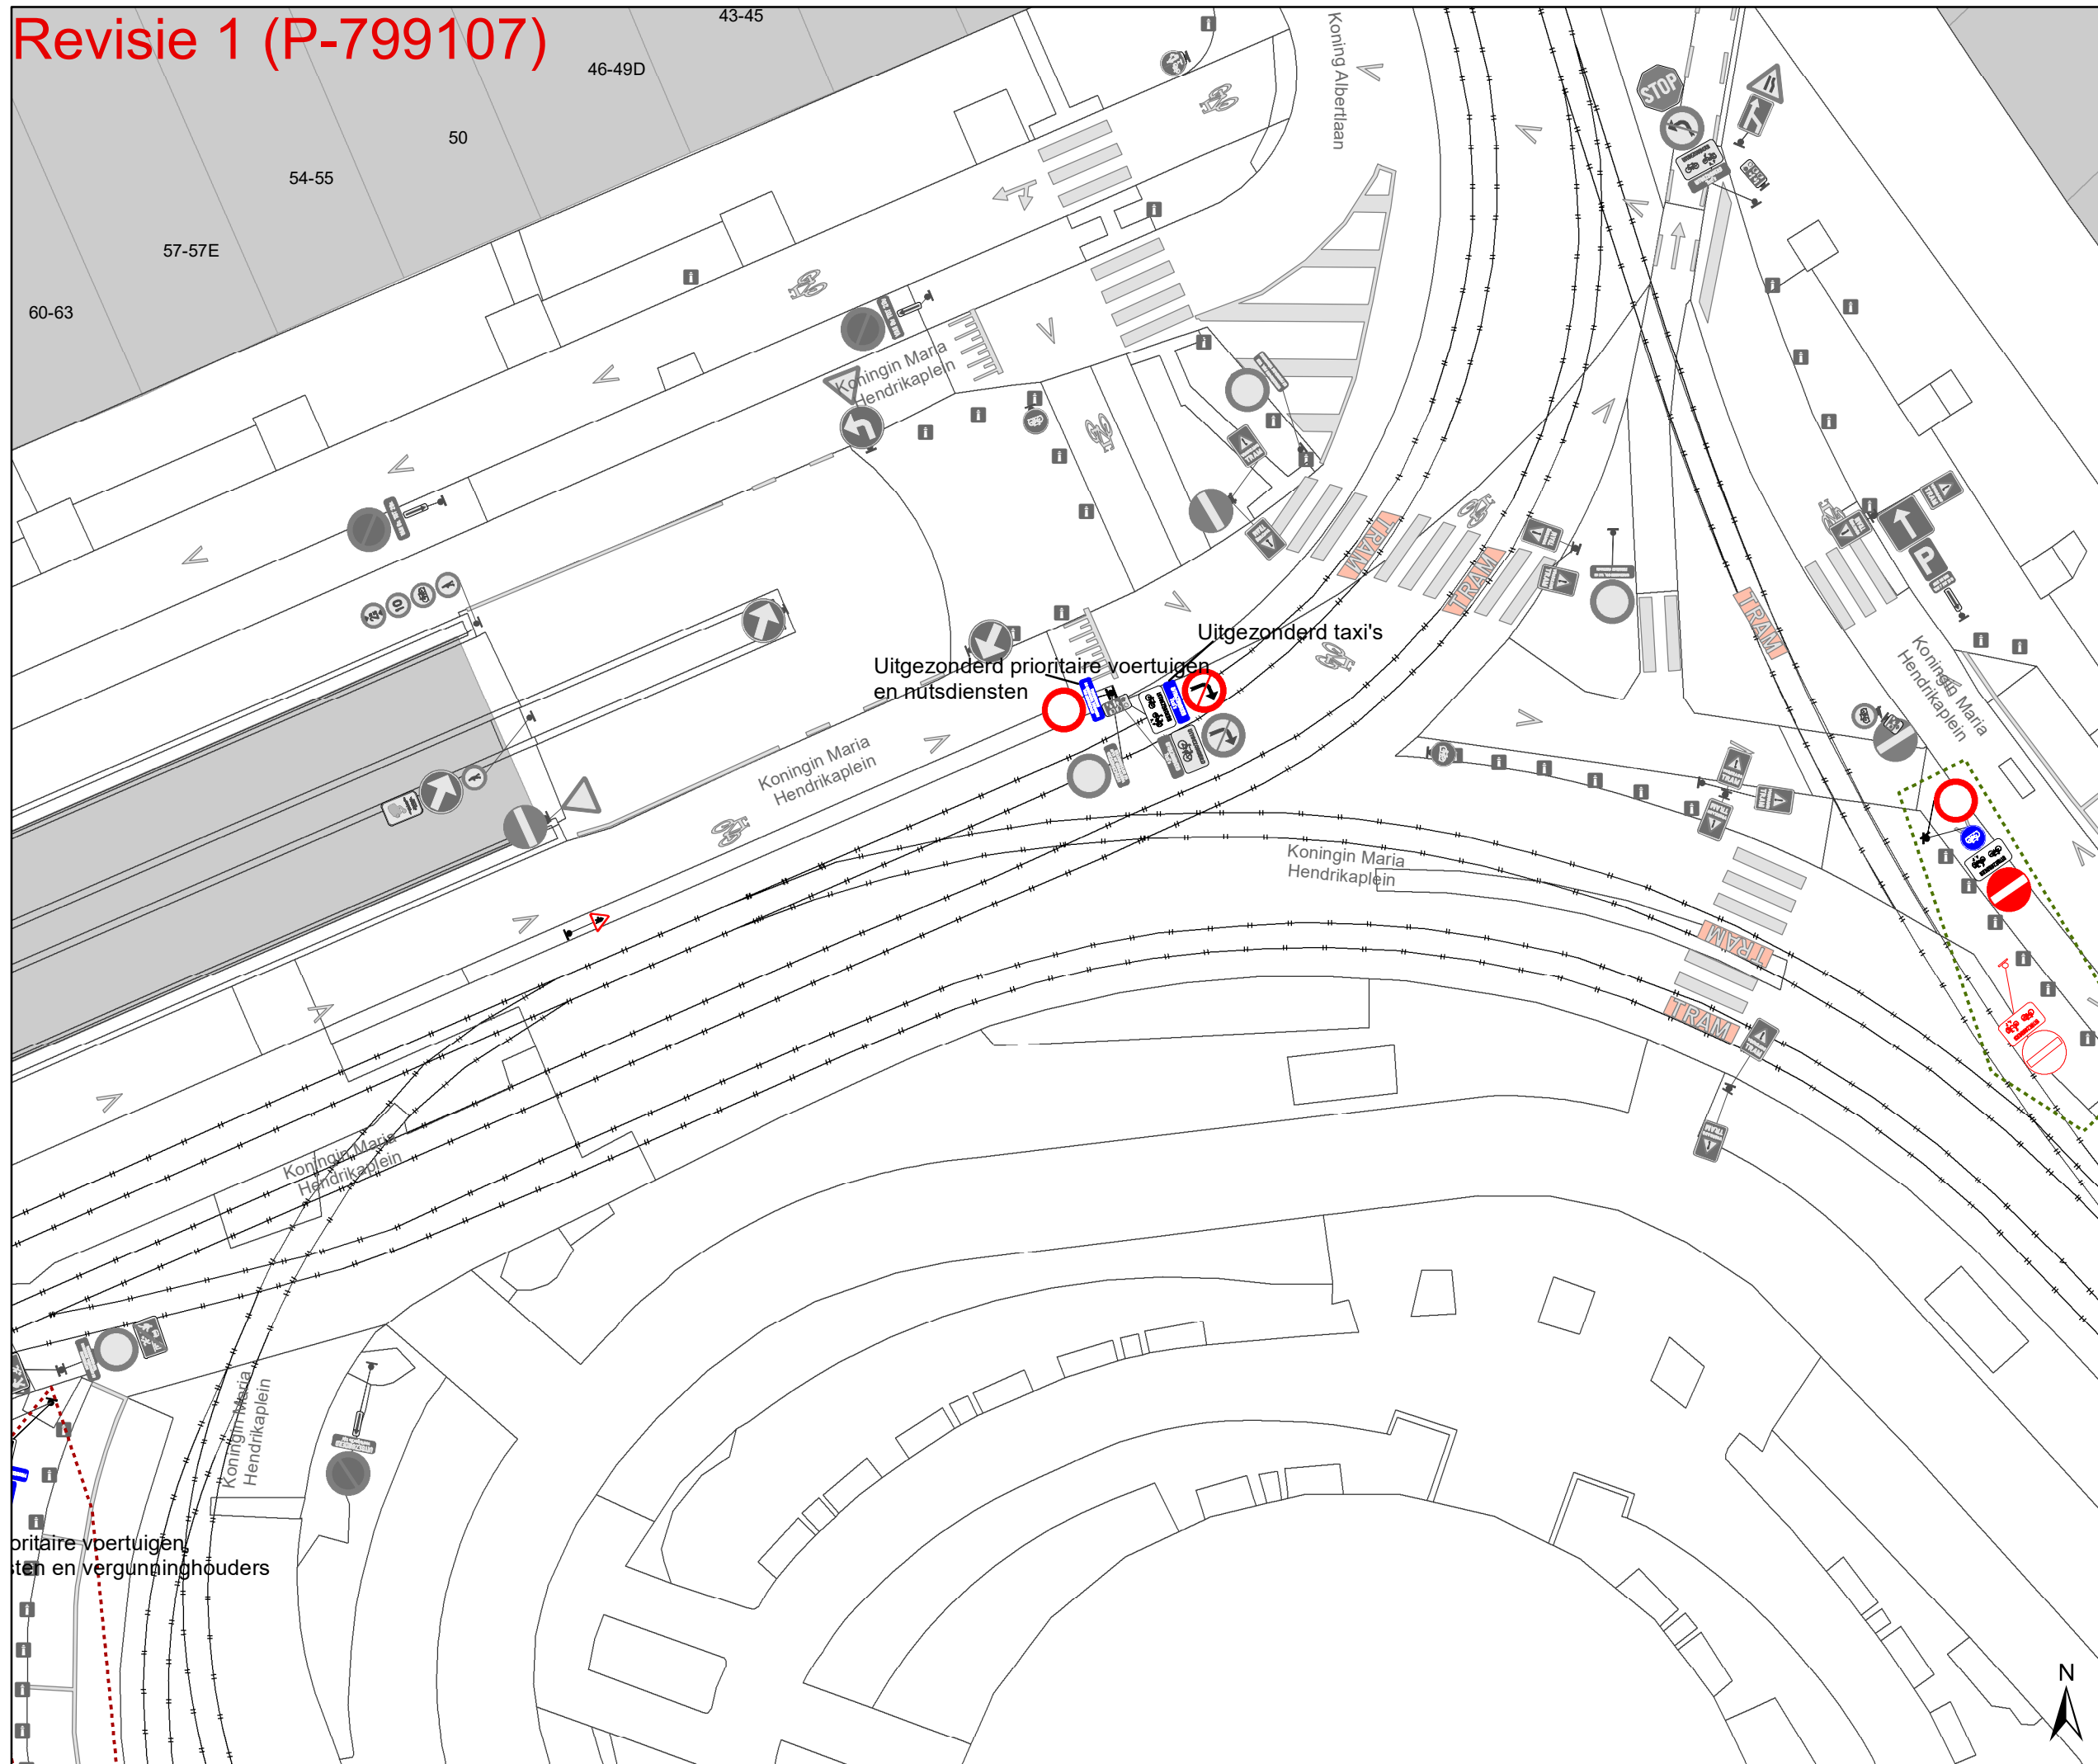 Revisie 1 (P-799107)
43-45
46-49D
50
54-55
57-57E
60-63
Koning Albertlaan
STOP
Koningin Maria
Hendrikaplein
TRAM
TRAM
TRAM
P
Koningin Maria
Hendrikaplein
Uitgezonderd taxi's
Uitgezonderd prioritaire voertuigen
en nutsdiensten
Koningin Maria
Hendrikaplein
Koningin Maria
Hendrikaplein
TRAM
TRAM
Koningin Maria
Hendrikaplein
Koningin Maria
Hendrikaplein
oritaire voertuigen
sten en vergunninghouders
N